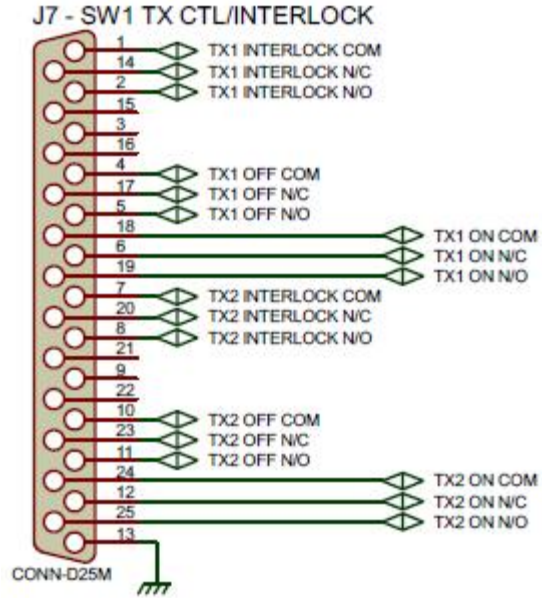 J7 - SW1 TX CTL/INTERLOCK
1 TX1 INTERLOCK COM
14 TX1 INTERLOCK N/C
2 TX1 INTERLOCK N/O
15
3
16
4 TX1 OFF COM
17 TX1 OFF N/C
5 TX1 OFF N/O
18 TX1 ON COM
6 TX1 ON N/C
19 TX1 ON N/O
7 TX2 INTERLOCK COM
20 TX2 INTERLOCK N/C
8 TX2 INTERLOCK N/O
21
9
22
10 TX2 OFF COM
23 TX2 OFF N/C
11 TX2 OFF N/O
24 TX2 ON COM
12 TX2 ON N/C
25 TX2 ON N/O
13
CONN-D25M